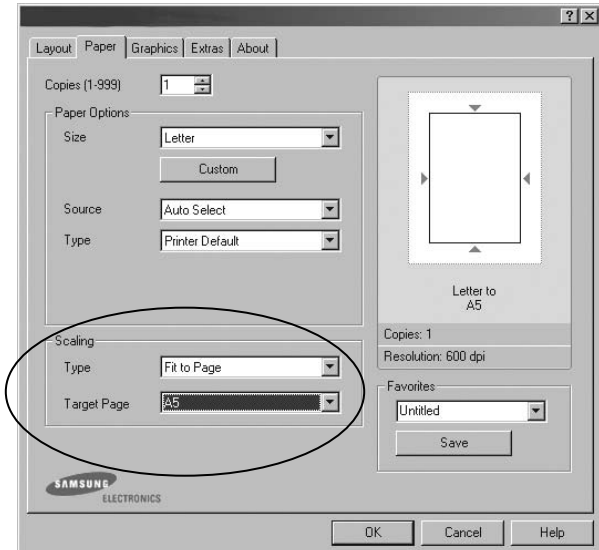 ? ×
Layout Paper Graphics Extras About
Copies (1-999) 1
Paper Options
Size Letter
Custom
Source Auto Select
Type Printer Default
Letter to
A5
Copies: 1
Resolution: 600 dpi
Scaling
Type Fit to Page
Target Page A5
Favorites
Untitled
Save
SAMSUNG
ELECTRONICS
OK Cancel Help